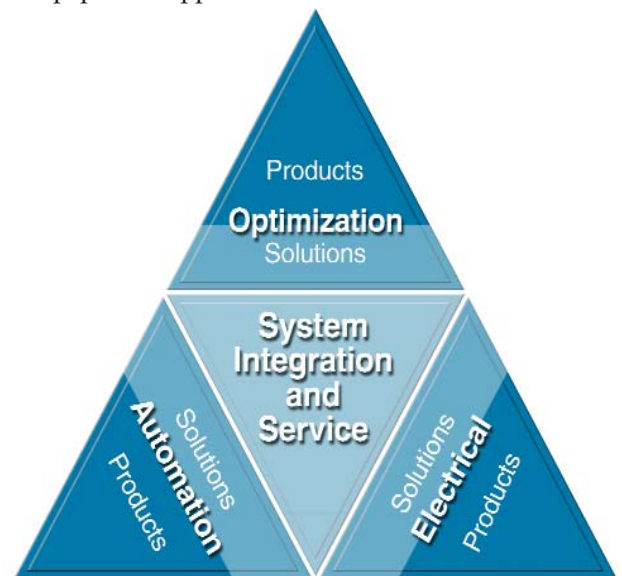 Products
Optimization
Solutions
System
Integration
and
Service
Solutions
Automation
Products
Solutions
Electrical
Products